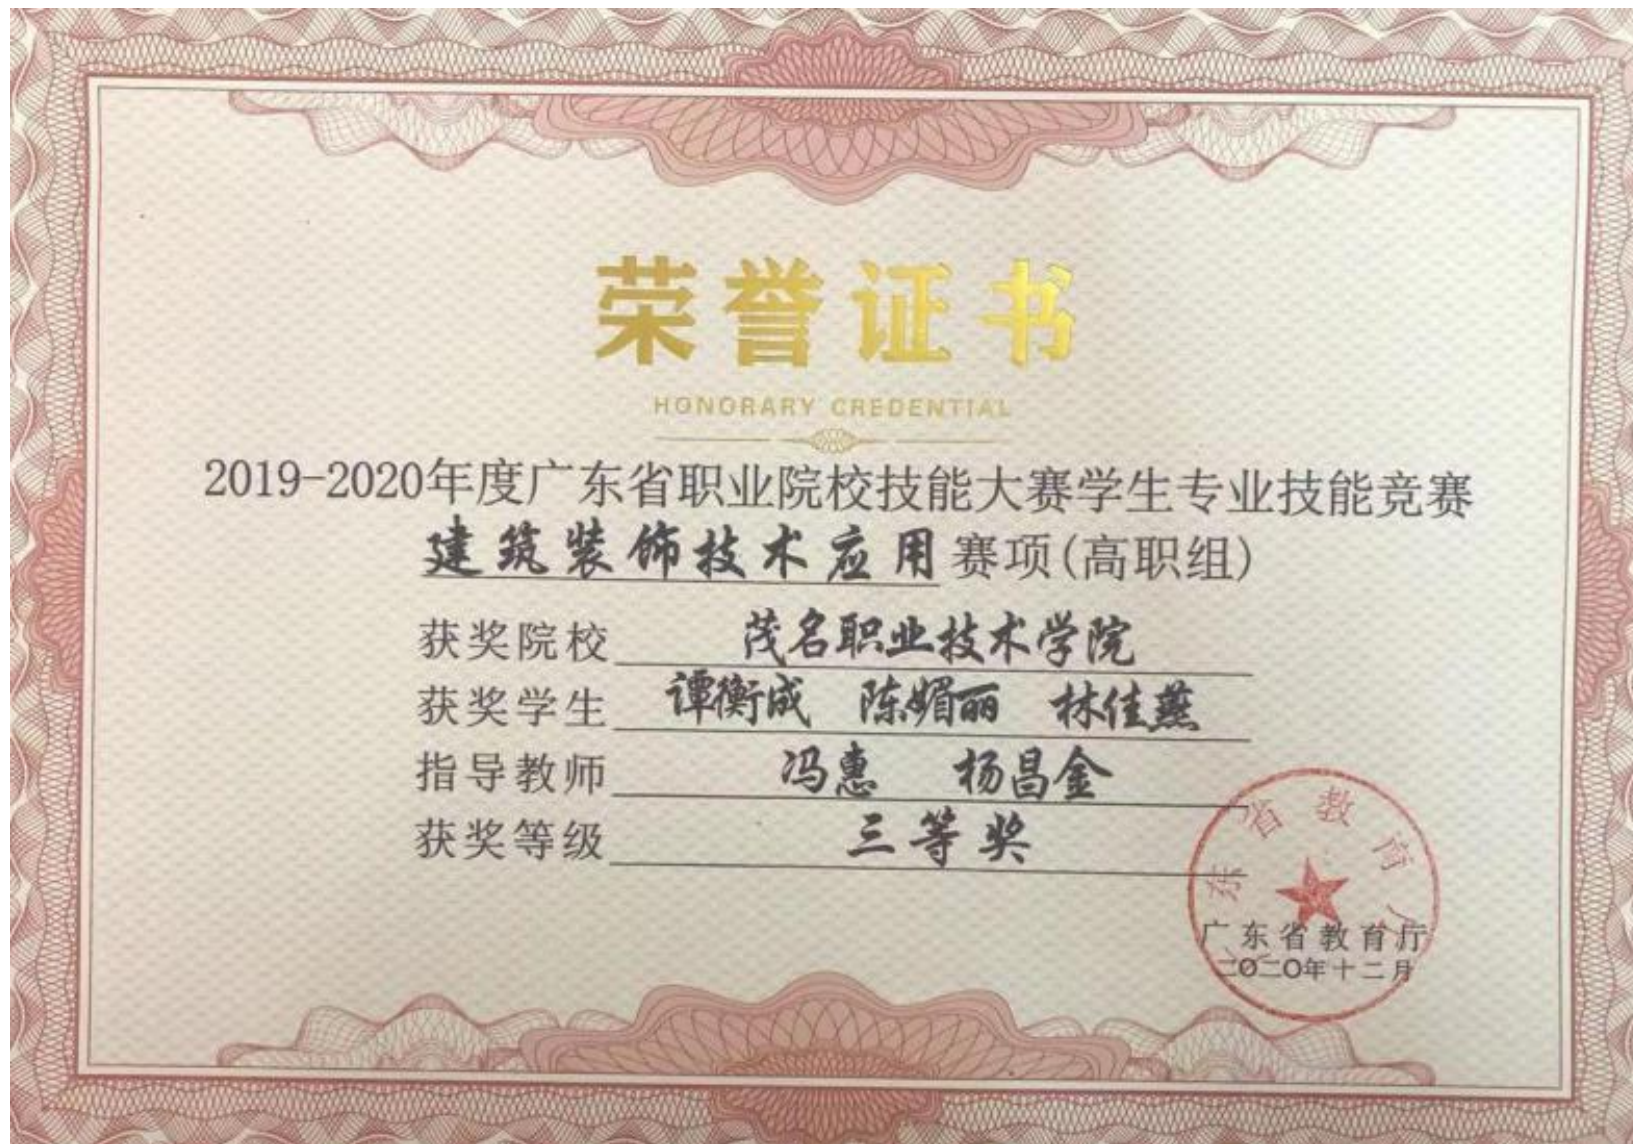 荣誉证书
HONORARY CREDENTIAL
2019-2020年度广东省职业院校技能大赛学生专业技能竞赛
建筑装饰技术应用赛项(高职组)
获奖院校 茂名职业技术学院
获奖学生 谭衡成 陈媚丽 林佳燕
指导教师 冯惠 杨昌金
获奖等级 三等奖
东省教育厅
广东省教育厅
二〇二〇年十二月